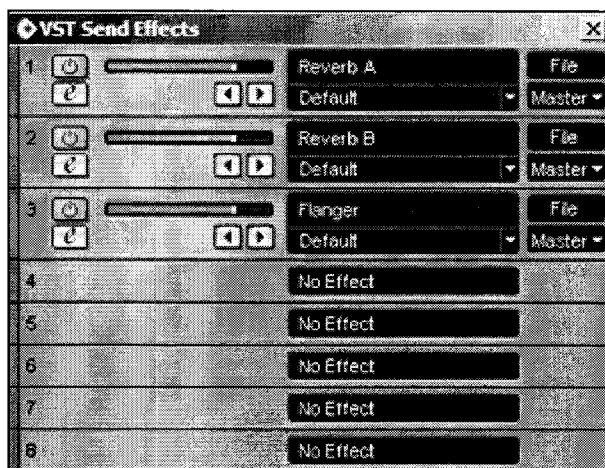 VST Send Effects
1 Reverb A File
e Default Master
2 Reverb B File
e Default Master
3 Flanger File
e Default Master
4 No Effect
5 No Effect
6 No Effect
7 No Effect
8 No Effect